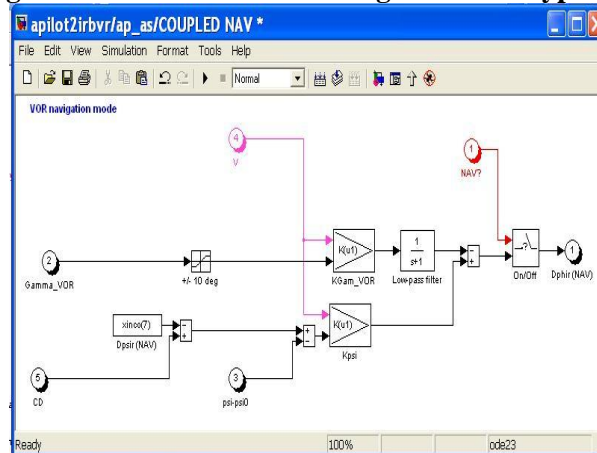 apilot2irbvr/ap_as/COUPLED NAV *
File Edit View Simulation Format Tools Help
Normal
VOR navigation mode
4
V
1
NAV?
2
Gamma_VOR
+/- 10 deg
K(u1)
KGam_VOR
1
s+1
Low-pass filter
-?\-
On/Off
1
Dphir (NAV)
xinco(7)
Dpsir (NAV)
K(u1)
Kpsi
5
CD
3
psi-psi0
Ready 100% ode23